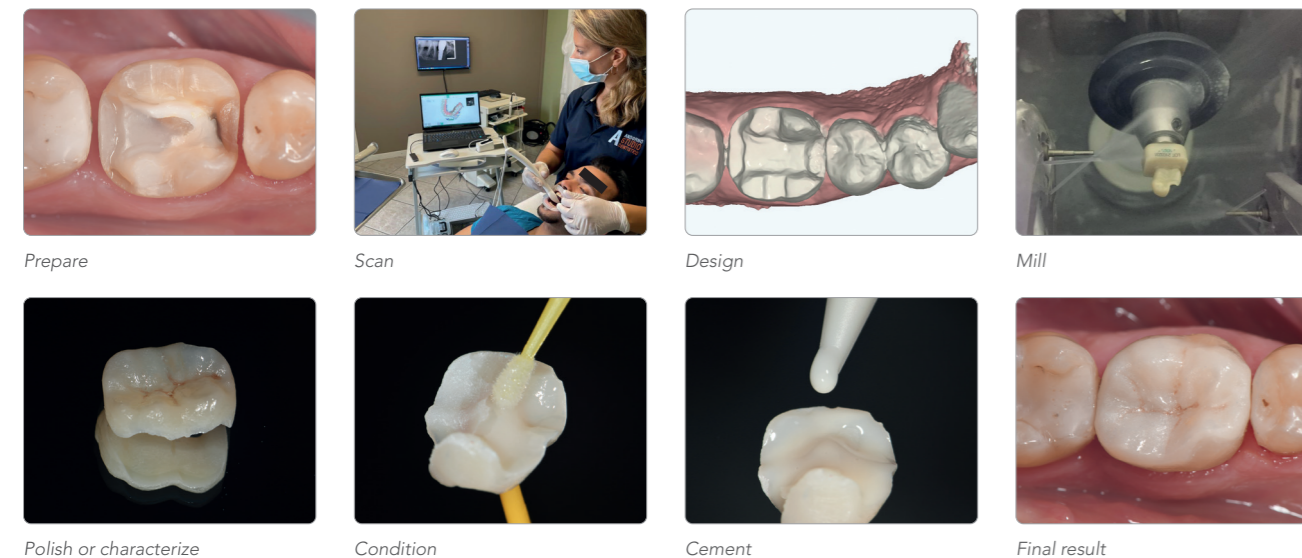 Prepare
Scan
Design
Mill
Polish or characterize
Condition
Cement
Final result